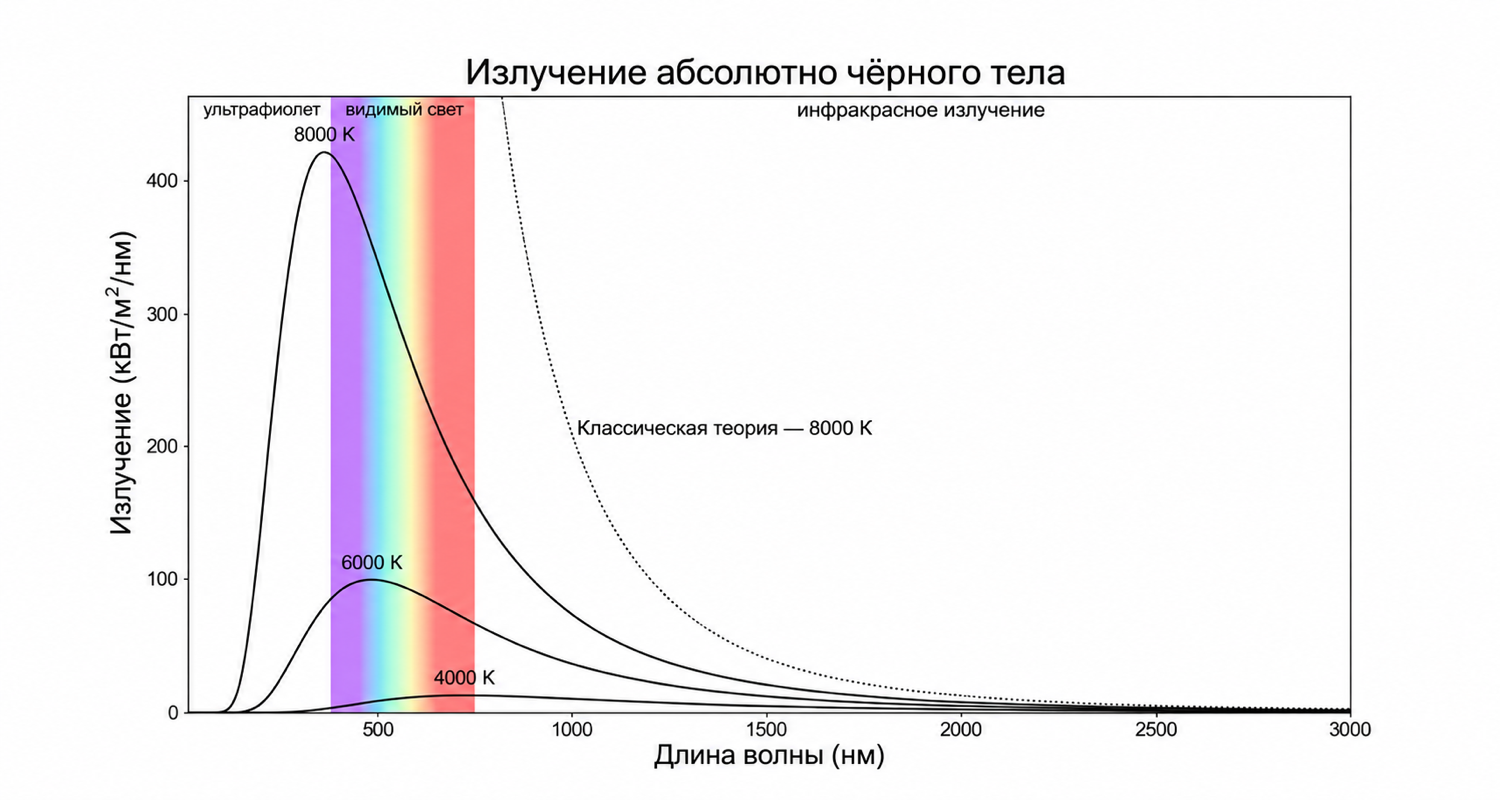 Излучение абсолютно чёрного тела
ультрафиолет
видимый свет
инфракрасное излучение
8000 K
400
300
200
100
0
Излучение (кВт/м²/нм)
Классическая теория — 8000 K
6000 K
4000 K
500
1000
1500
2000
2500
3000
Длина волны (нм)